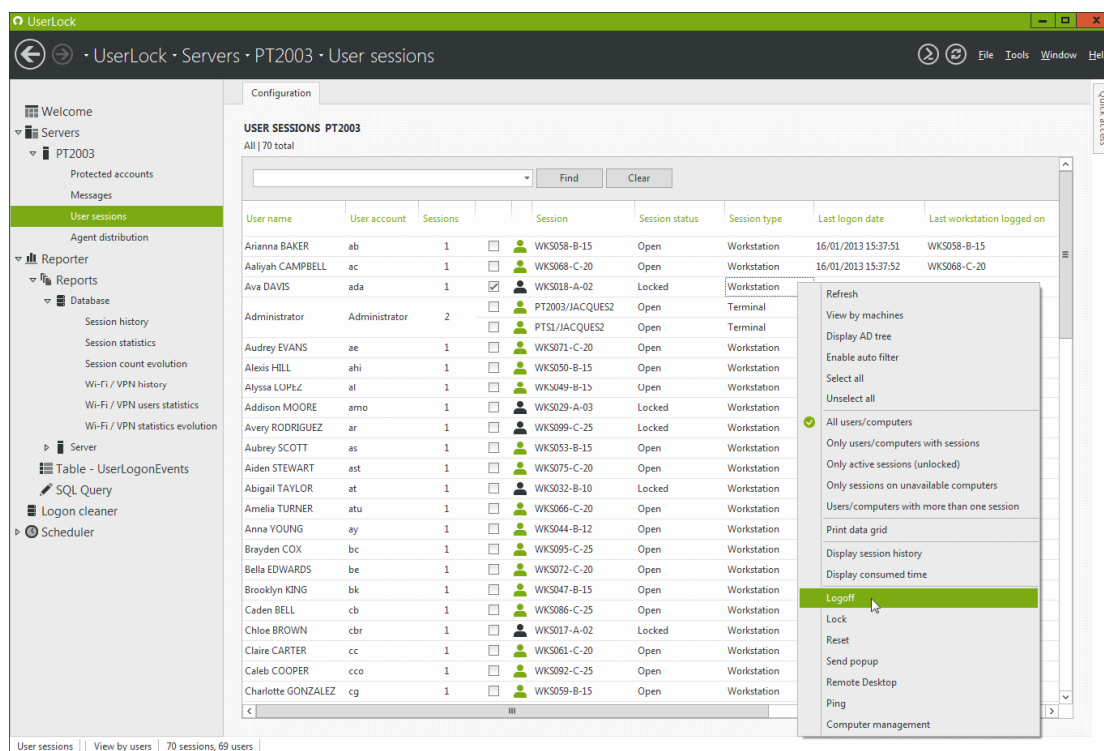 UserLock
UserLock · Servers · PT2003 · User sessions
File Tools Window Hel
Quick access
Welcome
Servers
PT2003
Protected accounts
Messages
User sessions
Agent distribution
Reporter
Reports
Database
Session history
Session statistics
Session count evolution
Wi-Fi / VPN history
Wi-Fi / VPN users statistics
Wi-Fi / VPN statistics evolution
Server
Table - UserLogonEvents
SQL Query
Logon cleaner
Scheduler
Configuration
USER SESSIONS PT2003
All | 70 total
Find Clear
User name User account Sessions Session Session status Session type Last logon date Last workstation logged on
Arianna BAKER ab 1 WKS058-B-15 Open Workstation 16/01/2013 15:37:51 WKS058-B-15
Aaliyah CAMPBELL ac 1 WKS068-C-20 Open Workstation 16/01/2013 15:37:52 WKS068-C-20
Ava DAVIS ada 1 WKS018-A-02 Locked Workstation
Administrator Administrator 2 PT2003/JACQUES2 Open Terminal
PTS1/JACQUES2 Open Terminal
Audrey EVANS ae 1 WKS071-C-20 Open Workstation
Alexis HILL ahi 1 WKS050-B-15 Open Workstation
Alyssa LOPEZ al 1 WKS049-B-15 Open Workstation
Addison MOORE amo 1 WKS029-A-03 Locked Workstation
Avery RODRIGUEZ ar 1 WKS099-C-25 Locked Workstation
Aubrey SCOTT as 1 WKS053-B-15 Open Workstation
Aiden STEWART ast 1 WKS075-C-20 Open Workstation
Abigail TAYLOR at 1 WKS032-B-10 Locked Workstation
Amelia TURNER atu 1 WKS066-C-20 Open Workstation
Anna YOUNG ay 1 WKS044-B-12 Open Workstation
Brayden COX bc 1 WKS095-C-25 Open Workstation
Bella EDWARDS be 1 WKS072-C-20 Open Workstation
Brooklyn KING bk 1 WKS047-B-15 Open Workstation
Caden BELL cb 1 WKS086-C-25 Open Workstation
Chloe BROWN cbr 1 WKS017-A-02 Locked Workstation
Claire CARTER cc 1 WKS061-C-20 Open Workstation
Caleb COOPER cco 1 WKS092-C-25 Open Workstation
Charlotte GONZALEZ cg 1 WKS059-B-15 Open Workstation
Refresh
View by machines
Display AD tree
Enable auto filter
Select all
Unselect all
All users/computers
Only users/computers with sessions
Only active sessions (unlocked)
Only sessions on unavailable computers
Users/computers with more than one session
Print data grid
Display session history
Display consumed time
Logoff
Lock
Reset
Send popup
Remote Desktop
Ping
Computer management
User sessions View by users 70 sessions, 69 users